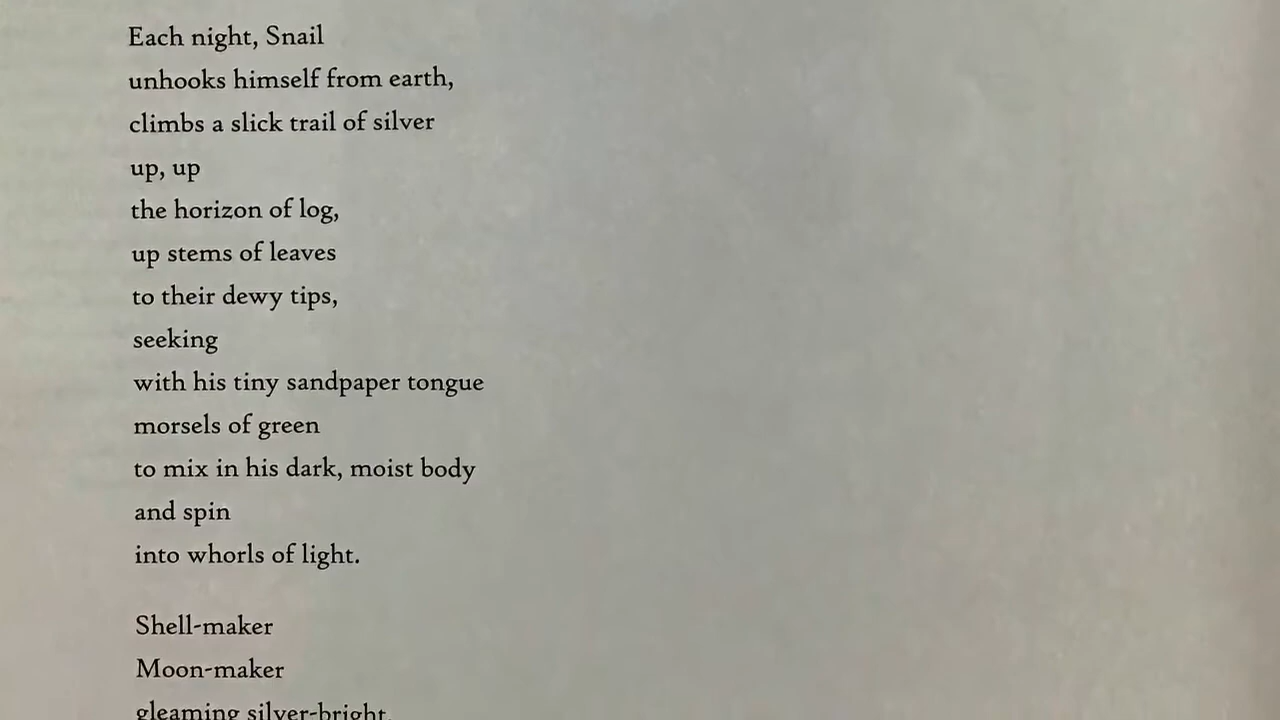 Each night, Snail
unhooks himself from earth,
climbs a slick trail of silver
up, up
the horizon of log,
up stems of leaves
to their dewy tips,
seeking
with his tiny sandpaper tongue
morsels of green
to mix in his dark, moist body
and spin
into whorls of light.
Shell-maker
Moon-maker
gleaming silver-bright,